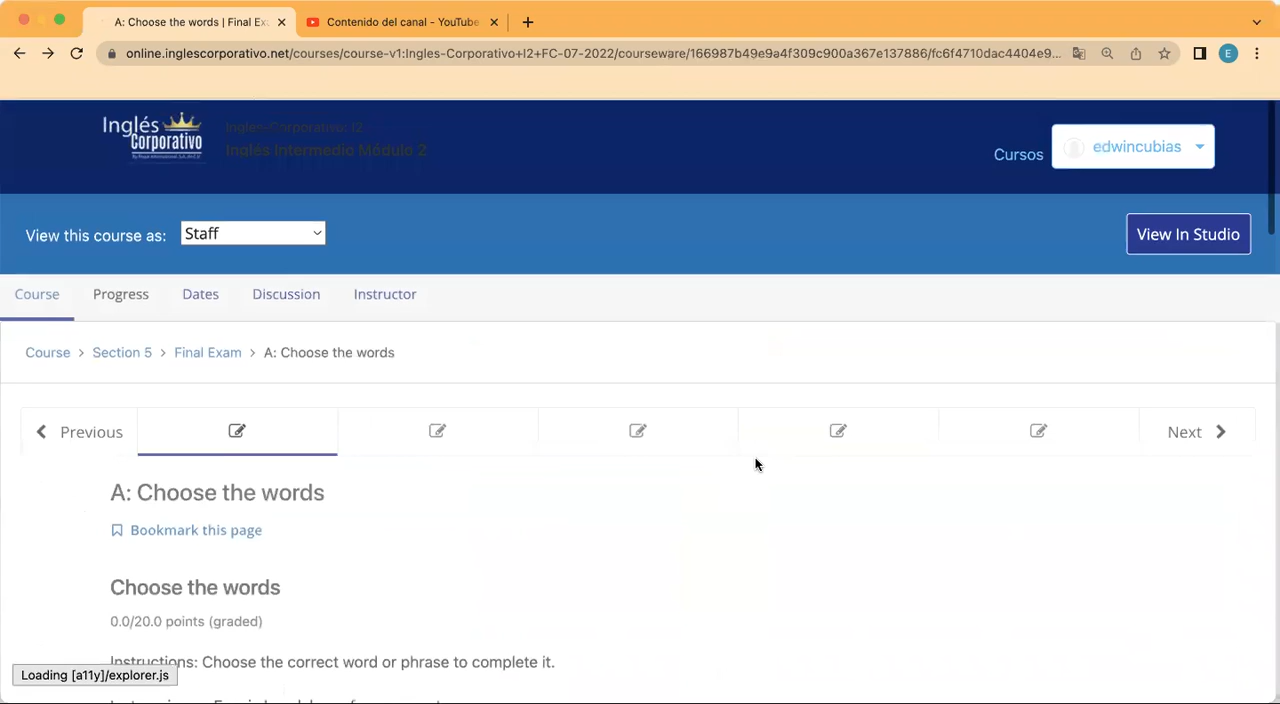 A: Choose the words | Final Ex
Contenido del canal - YouTube
online.inglescorporativo.net/courses/course-v1:Ingles-Corporativo+I2+FC-07-2022/courseware/166987b49e9a4f309c900a367e137886/fc6f4710dac4404e9...
E
Inglés
Corporativo
Ingles-Corporativo: I2
Inglés Intermedio Módulo 2
Cursos
edwincubias
View this course as:
Staff
View In Studio
Course
Progress
Dates
Discussion
Instructor
Course > Section 5 > Final Exam > A: Choose the words
Previous
Next
A: Choose the words
Bookmark this page
Choose the words
0.0/20.0 points (graded)
Instructions: Choose the correct word or phrase to complete it.
Loading [a11y]/explorer.js